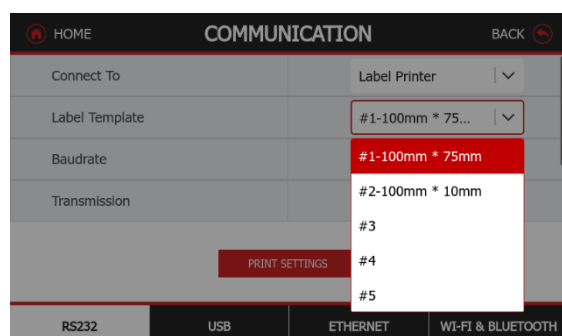 HOME COMMUNICATION BACK
Connect To Label Printer
Label Template #1-100mm * 75...
Baudrate #1-100mm * 75mm
#2-100mm * 10mm
Transmission
#3
PRINT SETTINGS #4
#5
RS232 USB ETHERNET WI-FI & BLUETOOTH